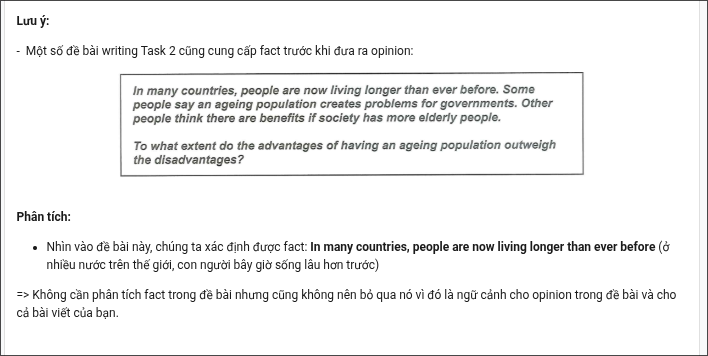 Lưu ý:
- Một số đề bài writing Task 2 cũng cung cấp fact trước khi đưa ra opinion:
In many countries, people are now living longer than ever before. Some
people say an ageing population creates problems for governments. Other
people think there are benefits if society has more elderly people.
To what extent do the advantages of having an ageing population outweigh
the disadvantages?
Phân tích:
• Nhìn vào đề bài này, chúng ta xác định được fact: In many countries, people are now living longer than ever before (ở
nhiều nước trên thế giới, con người bây giờ sống lâu hơn trước)
=> Không cần phân tích fact trong đề bài nhưng cũng không nên bỏ qua nó vì đó là ngữ cảnh cho opinion trong đề bài và cho
cả bài viết của bạn.